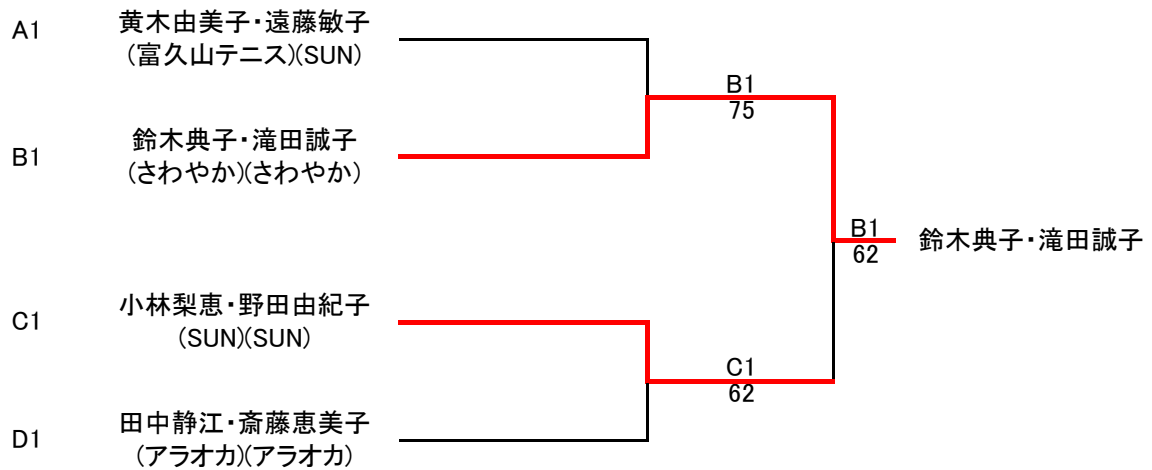 A1
黄木由美子・遠藤敏子
(富久山テニス)(SUN)
B1
75
B1
鈴木典子・滝田誠子
(さわやか)(さわやか)
B1
62
鈴木典子・滝田誠子
C1
小林梨恵・野田由紀子
(SUN)(SUN)
C1
62
D1
田中静江・斎藤恵美子
(アラオカ)(アラオカ)